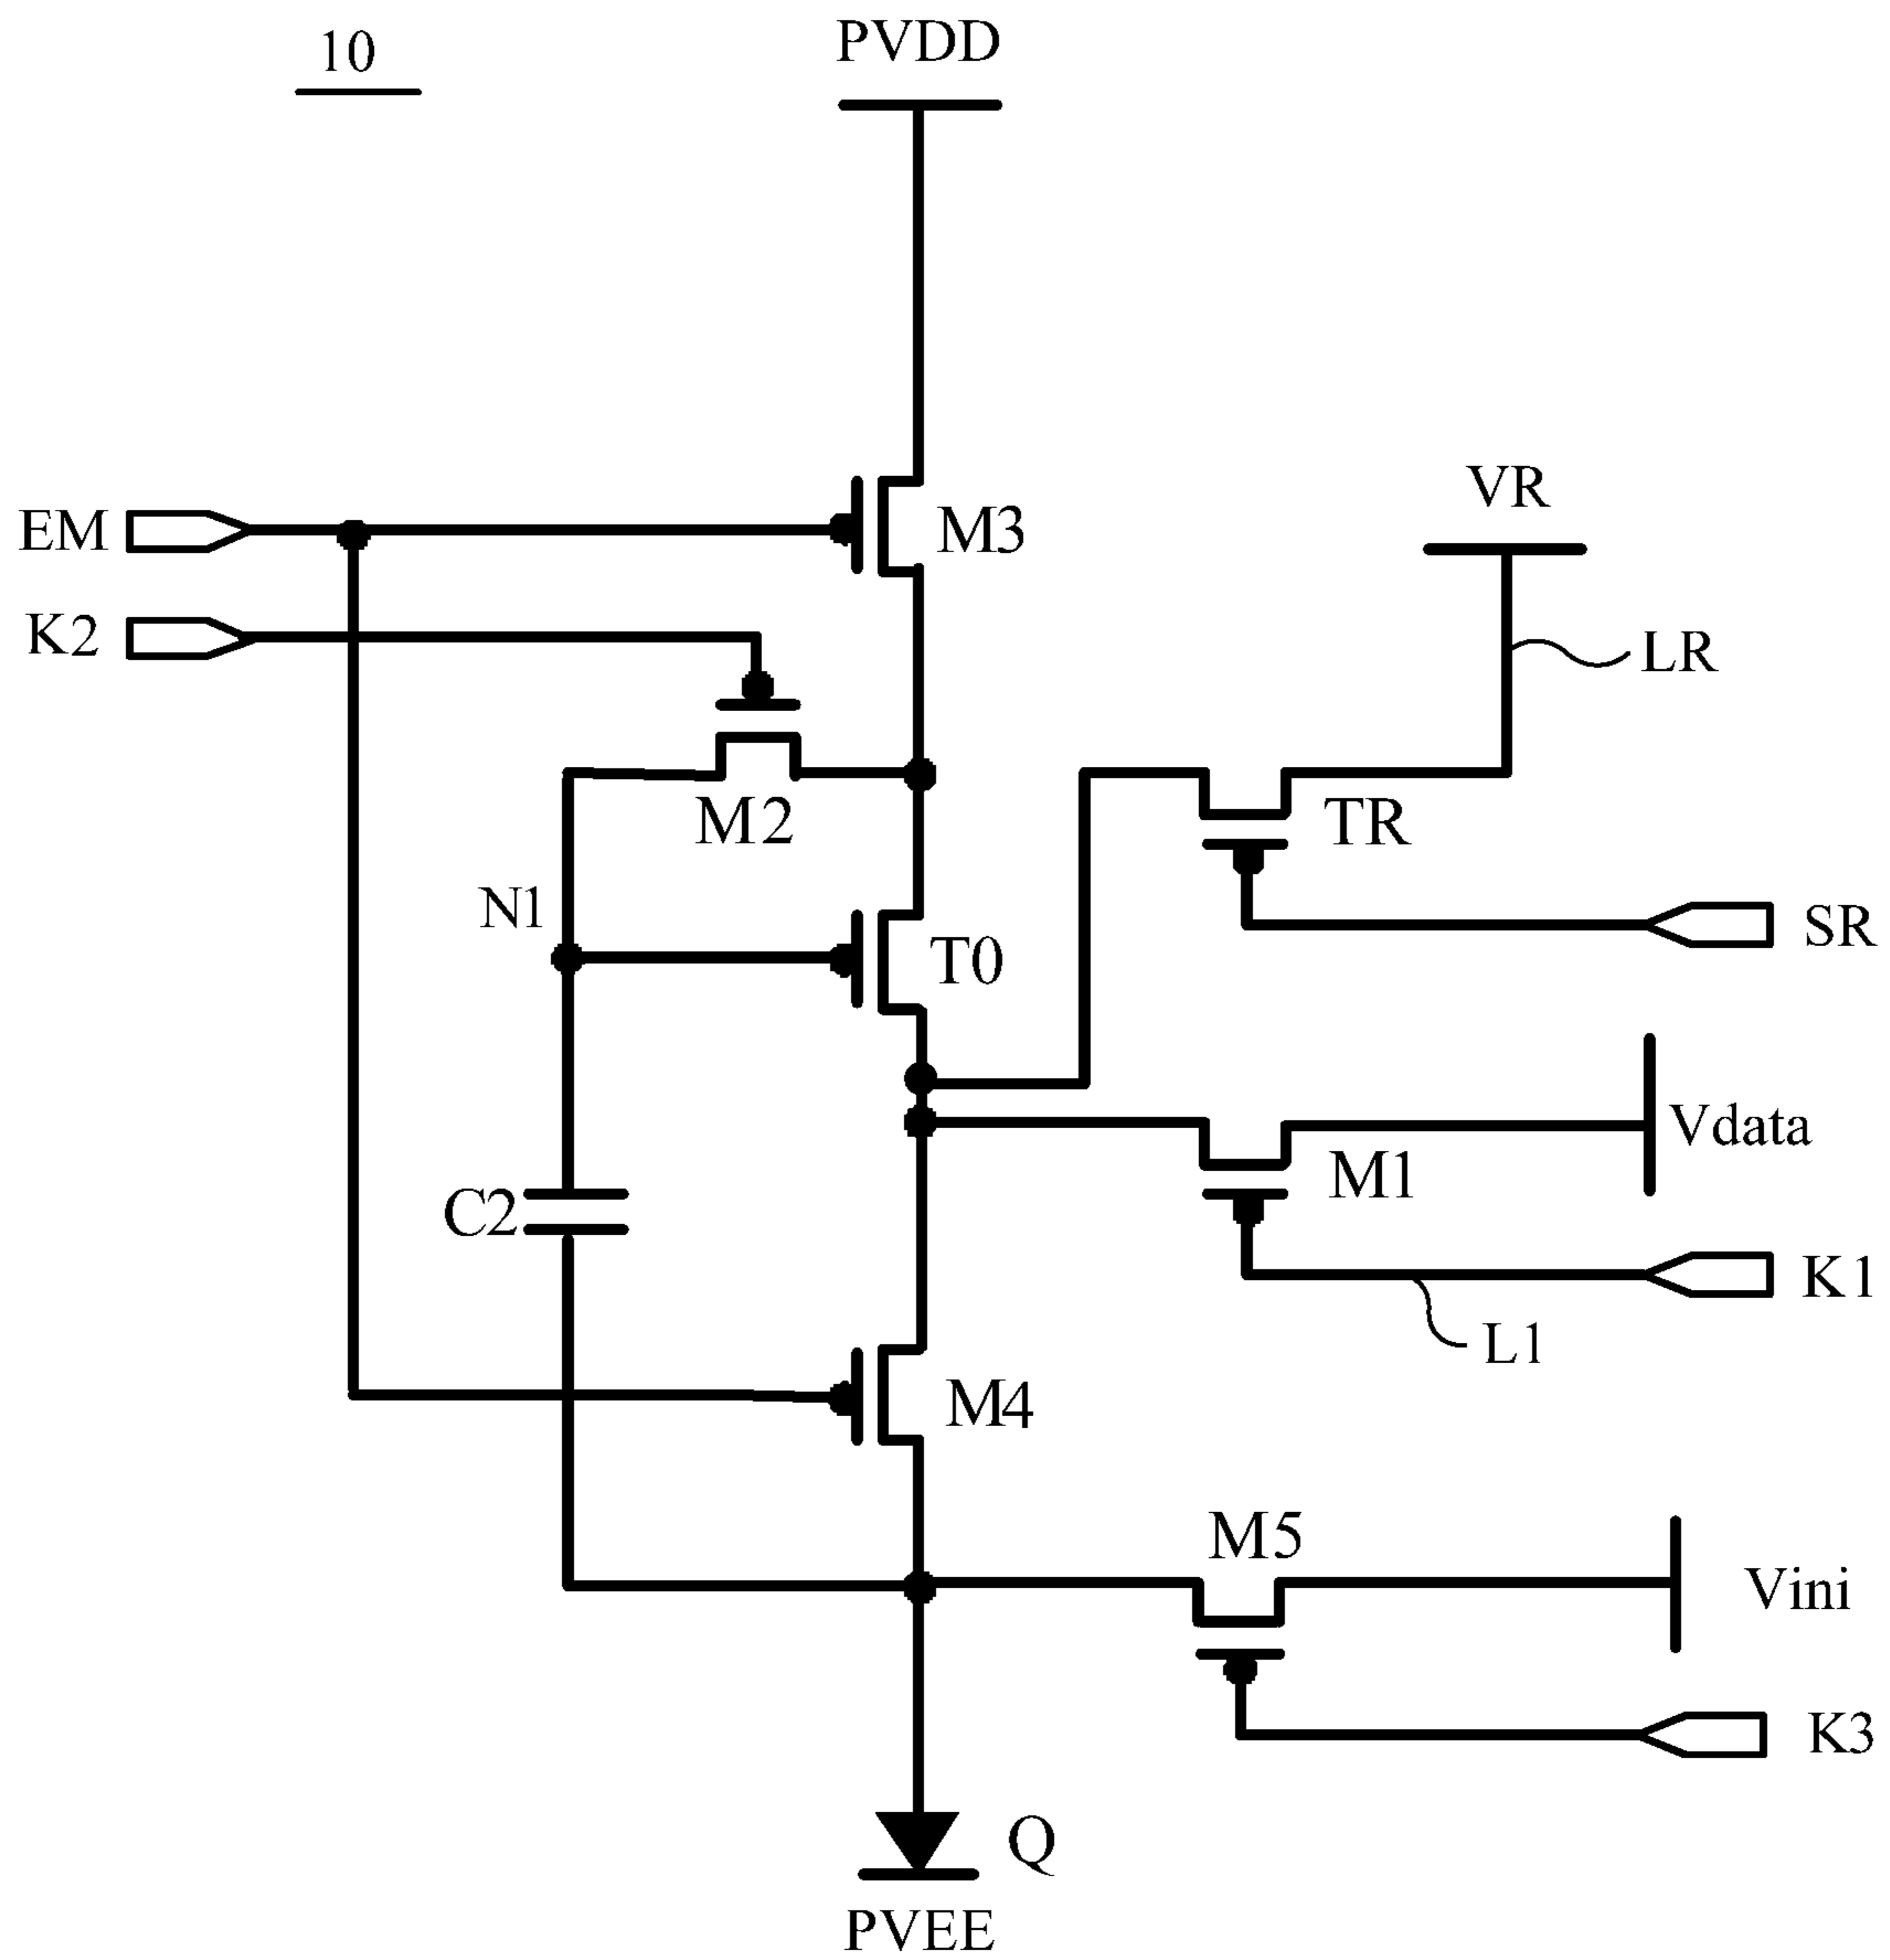 10
PVDD
EM
M3
VR
K2
LR
M2
TR
N1
SR
T0
Vdata
M1
C2
K1
L1
M4
M5
Vini
K3
Q
PVEE